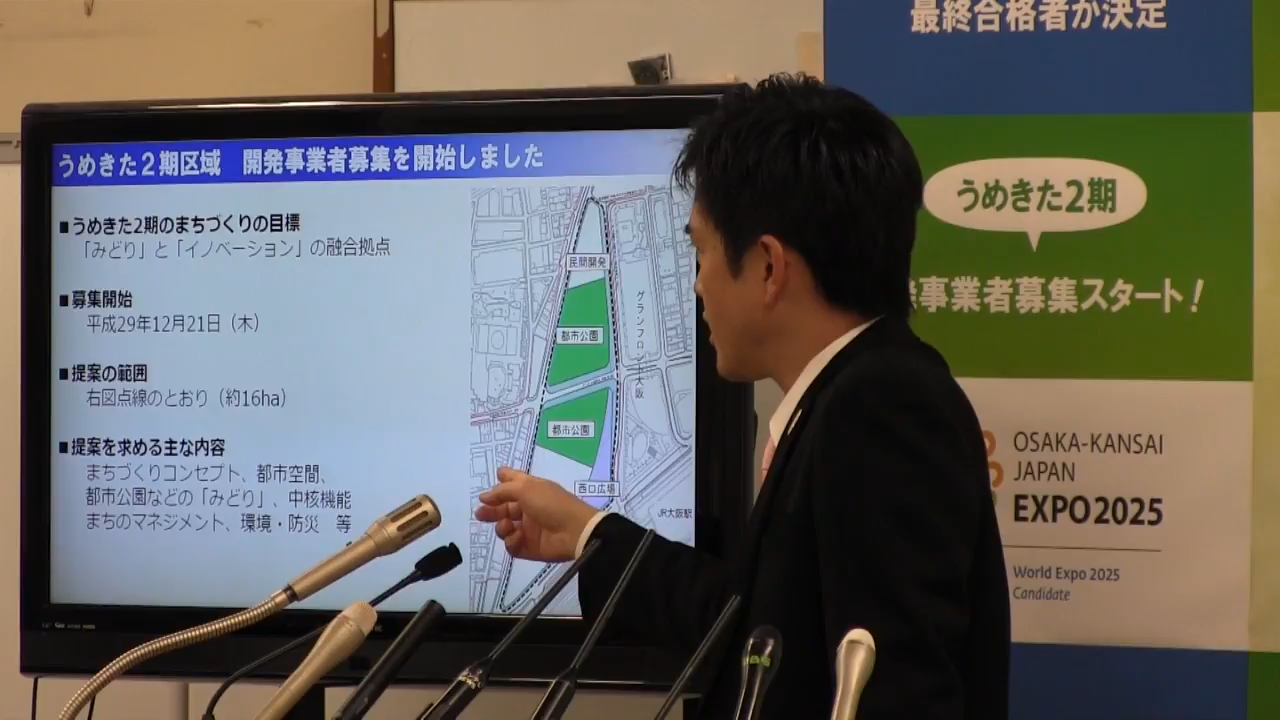 最終合格者が決定
うめきた２期区域　開発事業者募集を開始しました
■うめきた2期のまちづくりの目標
「みどり」と「イノベーション」の融合拠点
■募集開始
平成29年12月21日（木）
■提案の範囲
右図点線のとおり（約16ha）
■提案を求める主な内容
まちづくりコンセプト、都市空間、
都市公園などの「みどり」、中核機能
まちのマネジメント、環境・防災　等
民間開発
都市公園
グランフロント大阪
都市公園
西口広場
JR大阪駅
うめきた2期
事業者募集スタート！
OSAKA-KANSAI
JAPAN
EXPO2025
World Expo 2025
Candidate